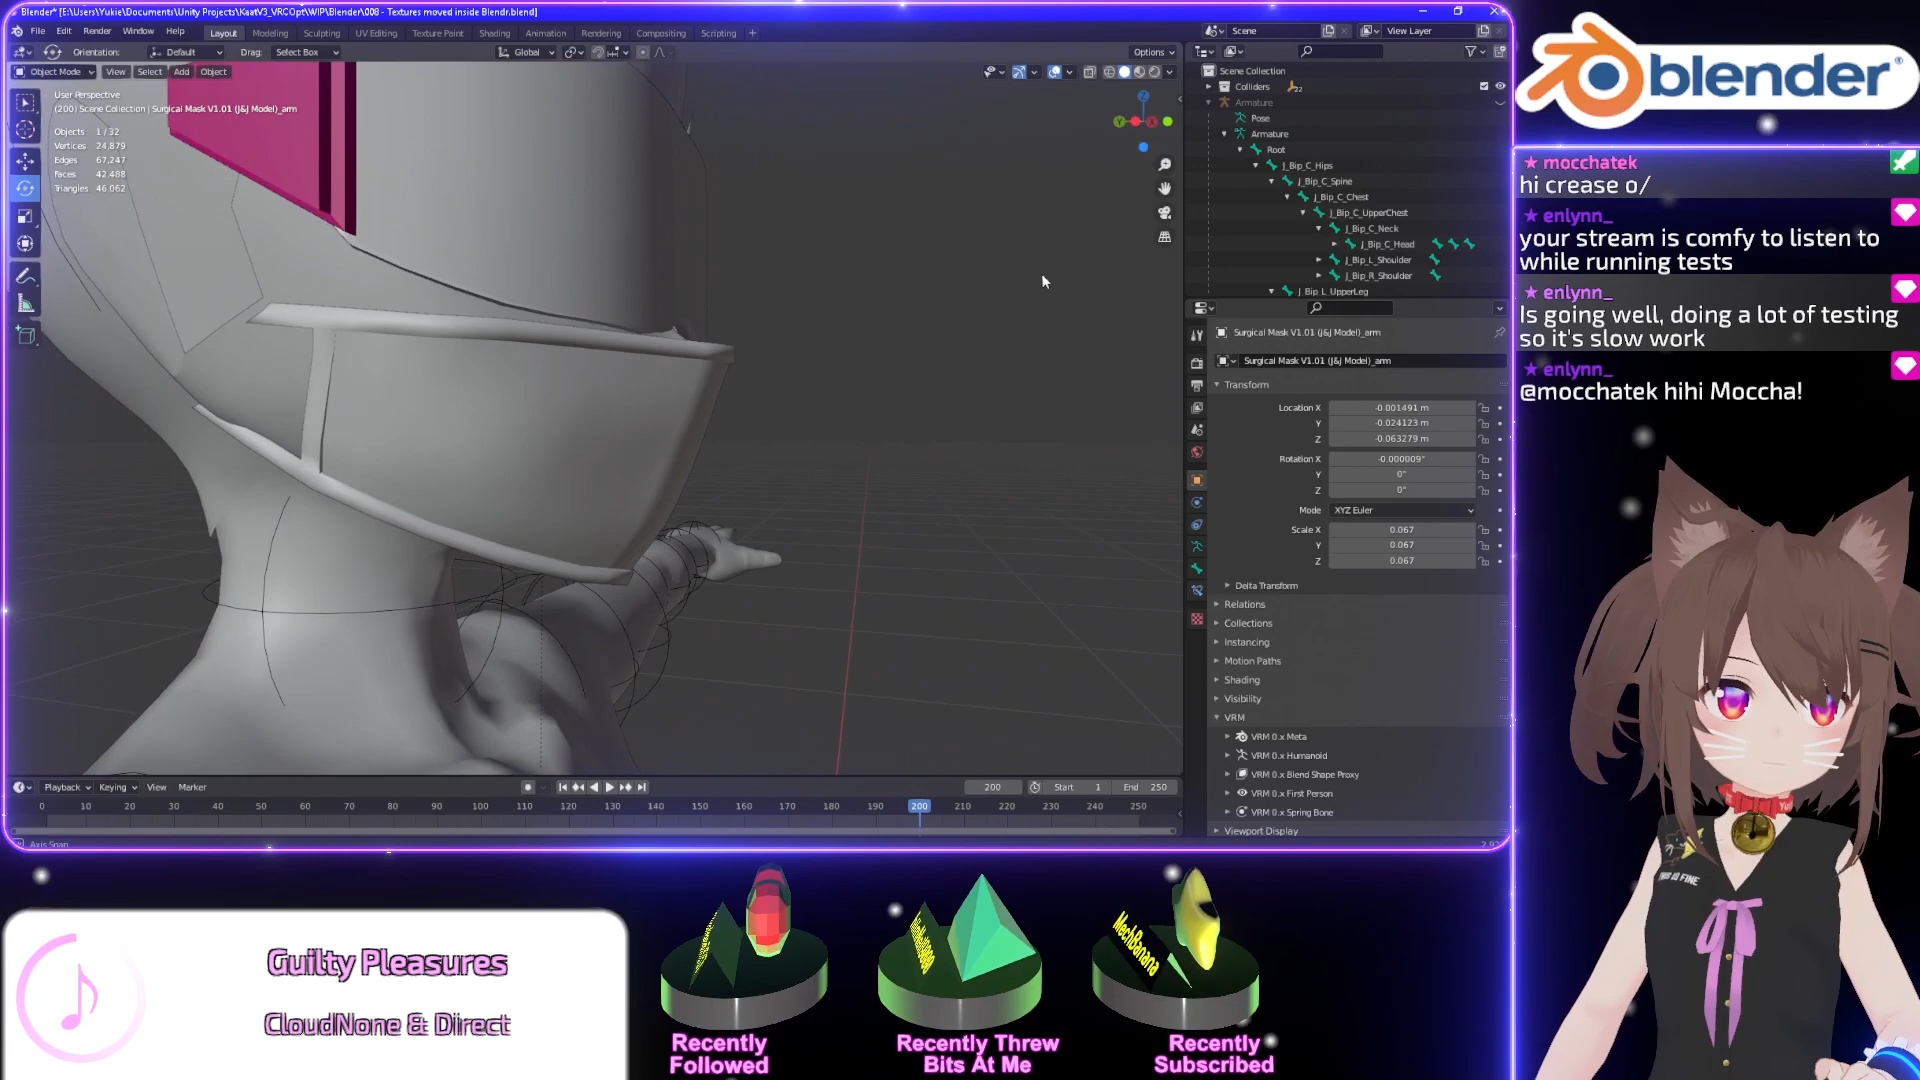 Blender* [E:\Users\Yukie\Documents\Unity Projects\KaatV3_VRCOpt\WIP\Blender\008 - Textures moved inside Blendr.blend]
File Edit Render Window Help Layout Modeling Sculpting UV Editing Texture Paint Shading Animation Rendering Compositing Scripting +
Scene View Layer
Orientation: Default Drag: Select Box Global Options
Object Mode View Select Add Object
User Perspective
(200) Scene Collection | Surgical Mask V1.01 (J&J Model)_arm
Objects 1/32
Vertices 24,879
Edges 67,247
Faces 42,488
Triangles 46,062
Z
Y
X
Scene Collection
Colliders 22
Armature
Pose
Armature
Root
J_Bip_C_Hips
J_Bip_C_Spine
J_Bip_C_Chest
J_Bip_C_UpperChest
J_Bip_C_Neck
J_Bip_C_Head
J_Bip_L_Shoulder
J_Bip_R_Shoulder
J_Bip_L_UpperLeg
Surgical Mask V1.01 (J&J Model)_arm
Surgical Mask V1.01 (J&J Model)_arm
Transform
Location X -0.001491 m
Y -0.024123 m
Z -0.063279 m
Rotation X -0.000009°
Y 0°
Z 0°
Mode XYZ Euler
Scale X 0.067
Y 0.067
Z 0.067
Delta Transform
Relations
Collections
Instancing
Motion Paths
Shading
Visibility
VRM
VRM 0.x Meta
VRM 0.x Humanoid
VRM 0.x Blend Shape Proxy
VRM 0.x First Person
VRM 0.x Spring Bone
Viewport Display
Playback Keying View Marker 200 Start 1 End 250
0 10 20 30 40 50 60 70 80 90 100 110 120 130 140 150 160 170 180 190 200 210 220 230 240 250
Axis Snap
blender®
mocchatek
hi crease o/
enlynn_
your stream is comfy to listen to
while running tests
enlynn_
Is going well, doing a lot of testing
so it's slow work
enlynn_
@mocchatek hihi Moccha!
THIS IS FINE
Guilty Pleasures
CloudNone & Direct
MechBanana
Recently
Followed
Recently Threw
Bits At Me
Recently
Subscribed